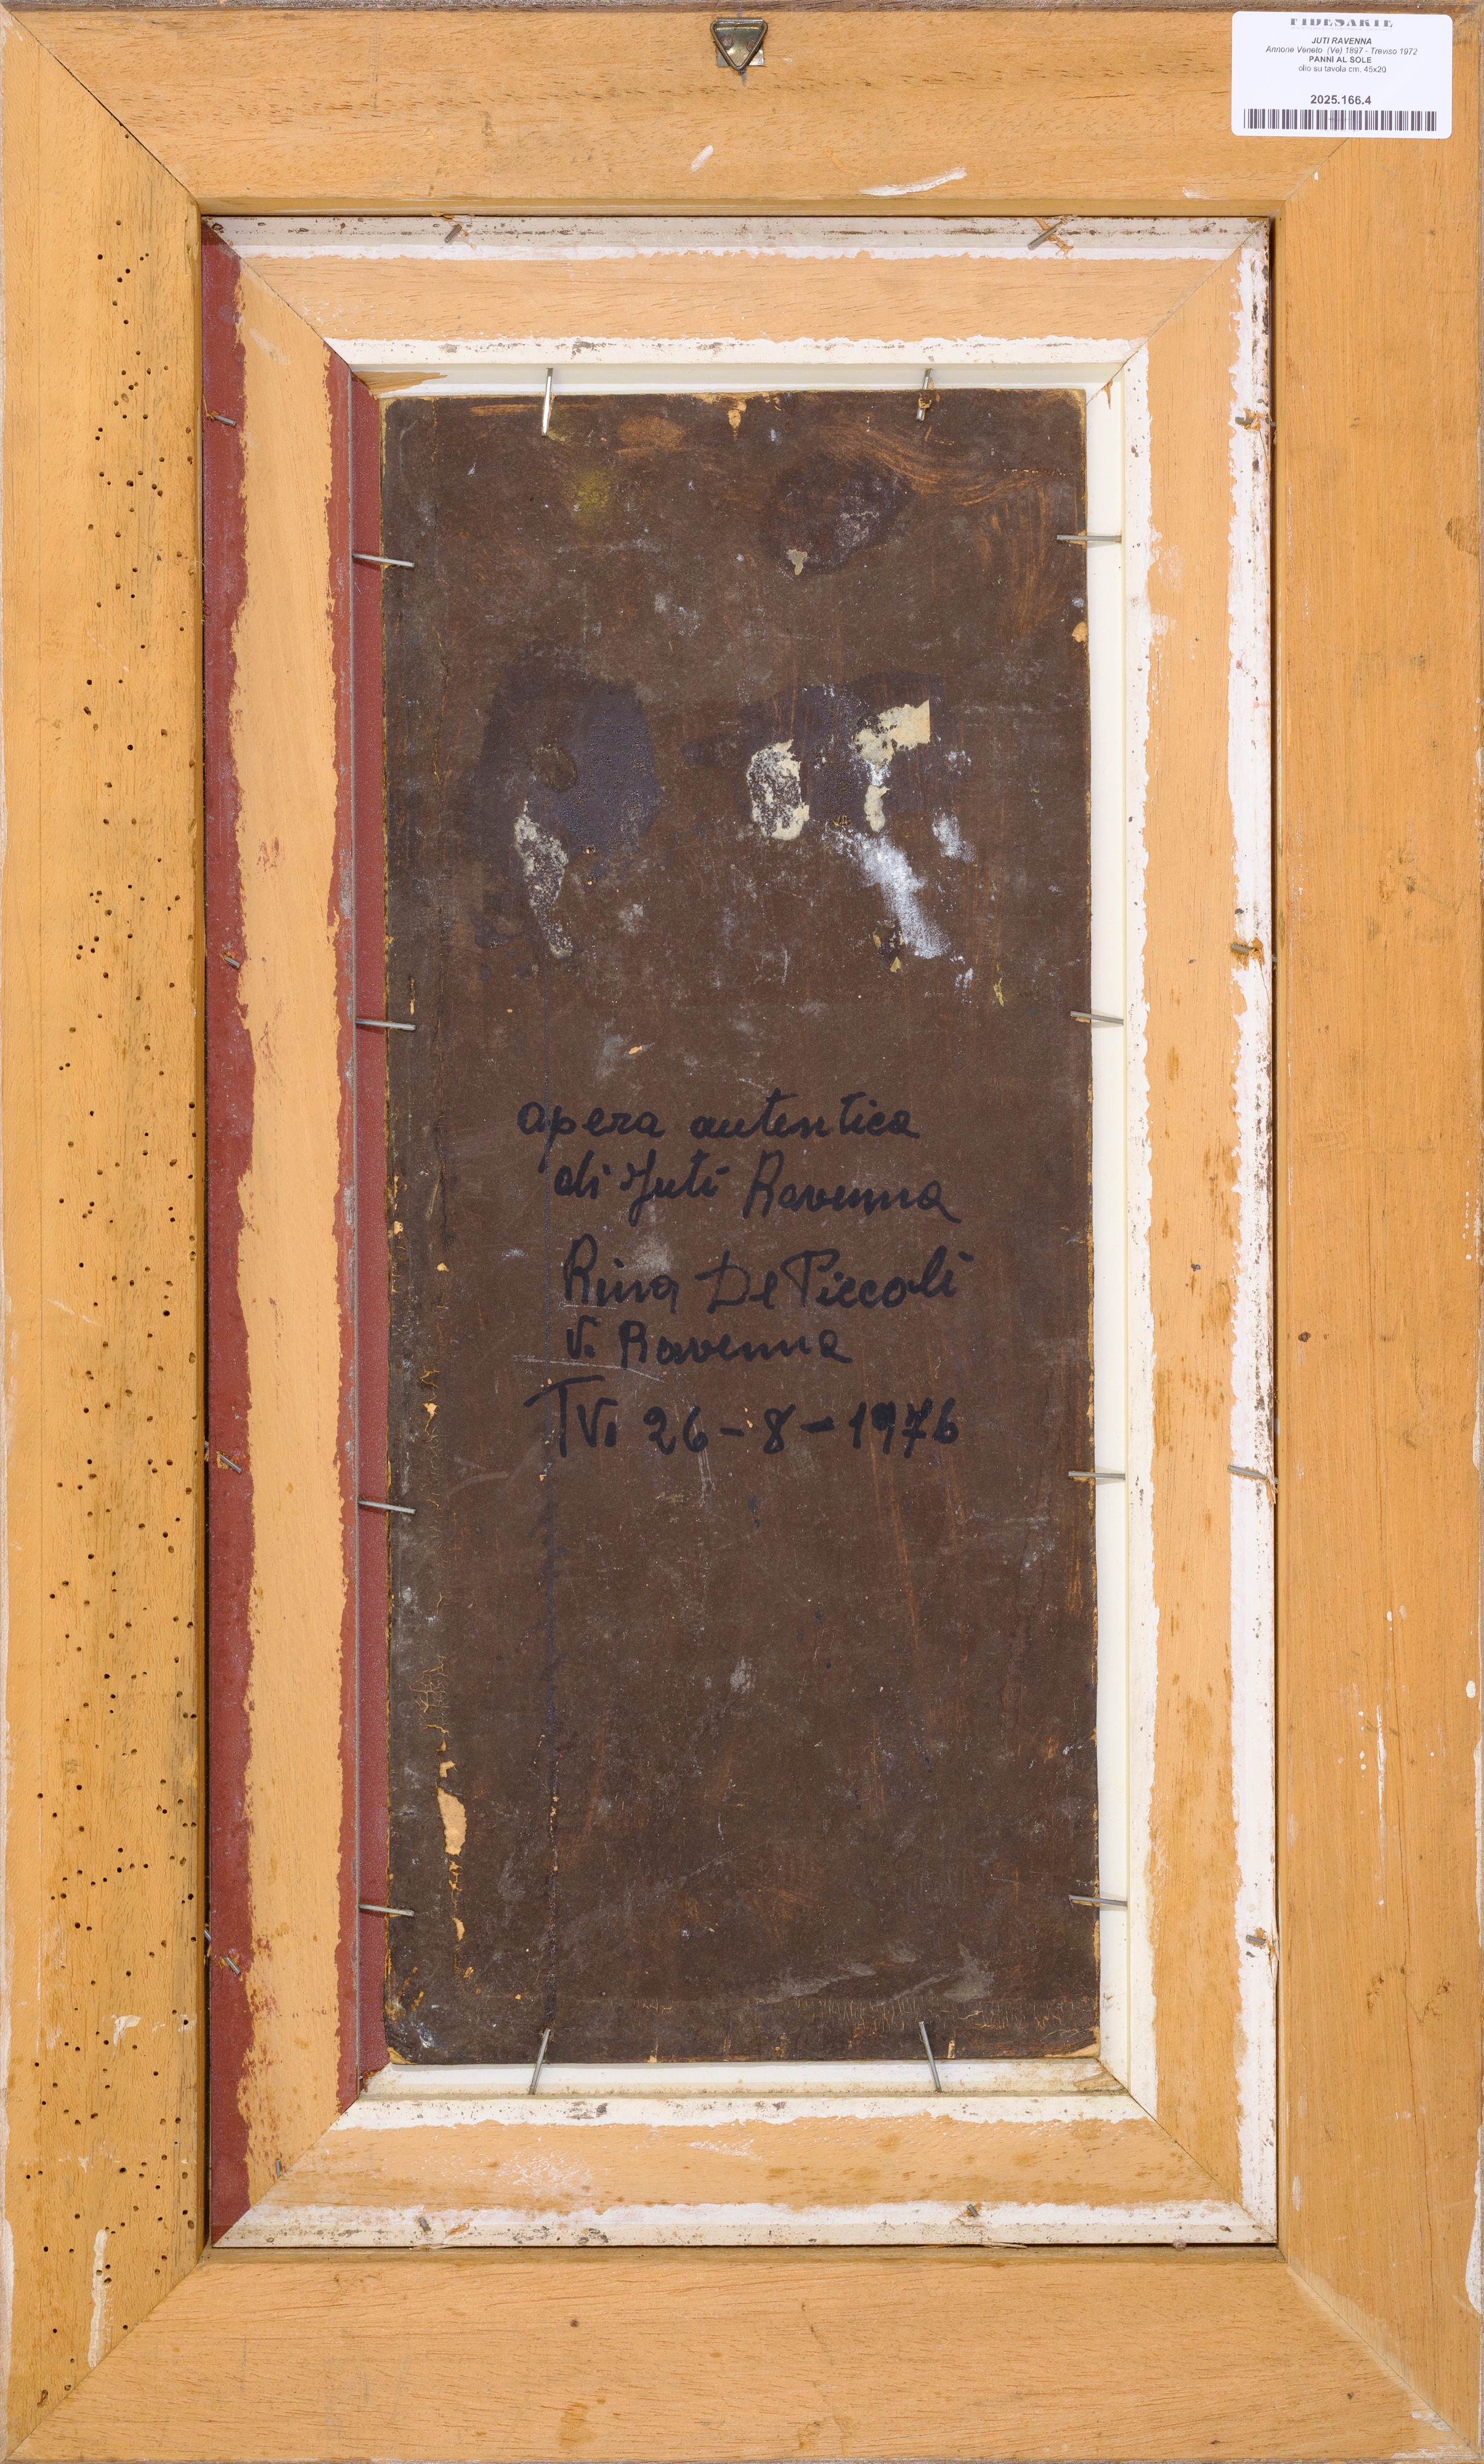 FIDESARTE
JUTI RAVENNA
Annone Veneto (Ve) 1897 - Treviso 1972
PANNI AL SOLE
olio su tavola cm. 45x20
2025.166.4
opera autentica
di Juti Ravenna
Rina De Piccoli
V. Ravenna
TV. 26-8-1976